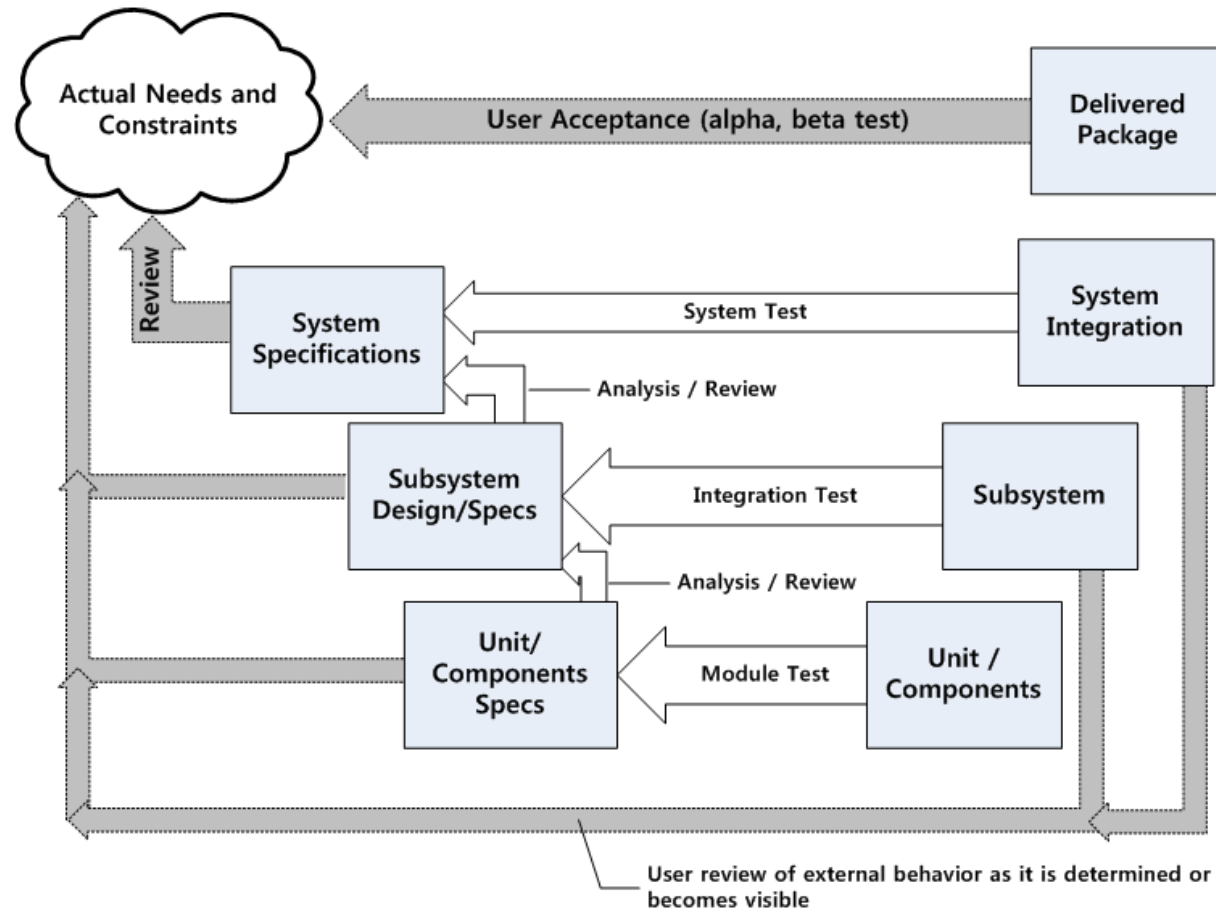 Actual Needs and
Constraints
User Acceptance (alpha, beta test)
Delivered
Package
Review
System
Specifications
System Test
System
Integration
Analysis / Review
Subsystem
Design/Specs
Integration Test
Subsystem
Analysis / Review
Unit/
Components
Specs
Module Test
Unit /
Components
User review of external behavior as it is determined or
becomes visible